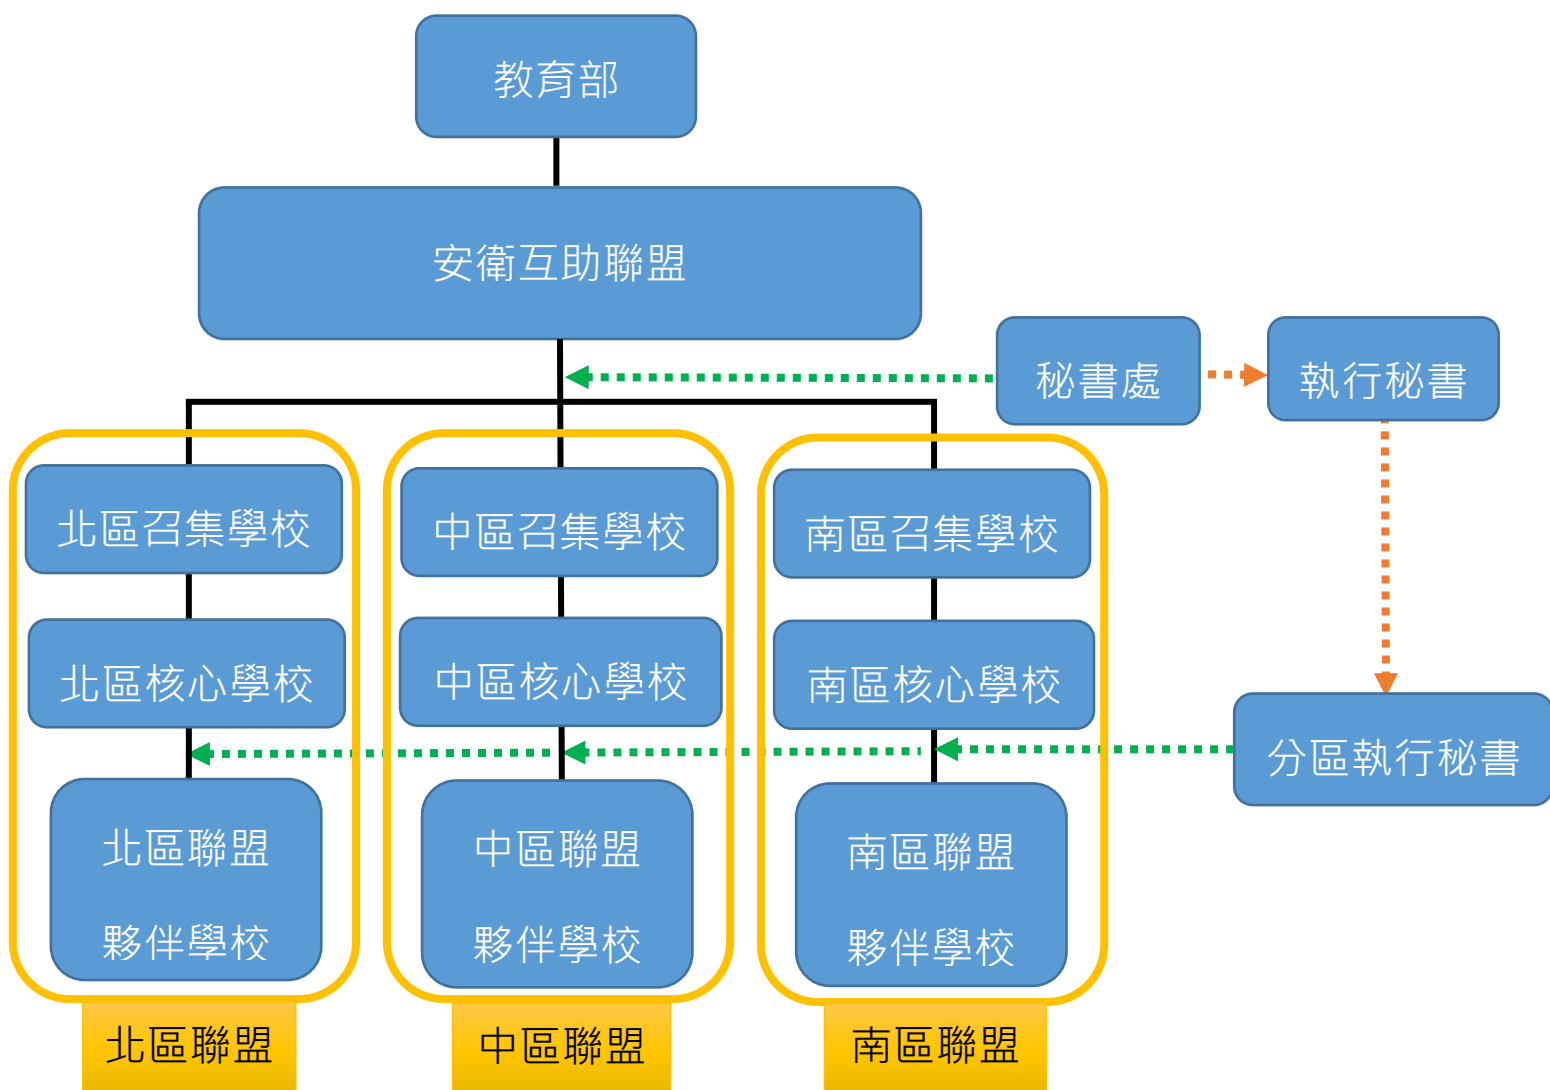 教育部
安衛互助聯盟
秘書處
執行秘書
北區召集學校
中區召集學校
南區召集學校
北區核心學校
中區核心學校
南區核心學校
分區執行秘書
北區聯盟
夥伴學校
中區聯盟
夥伴學校
南區聯盟
夥伴學校
北區聯盟
中區聯盟
南區聯盟